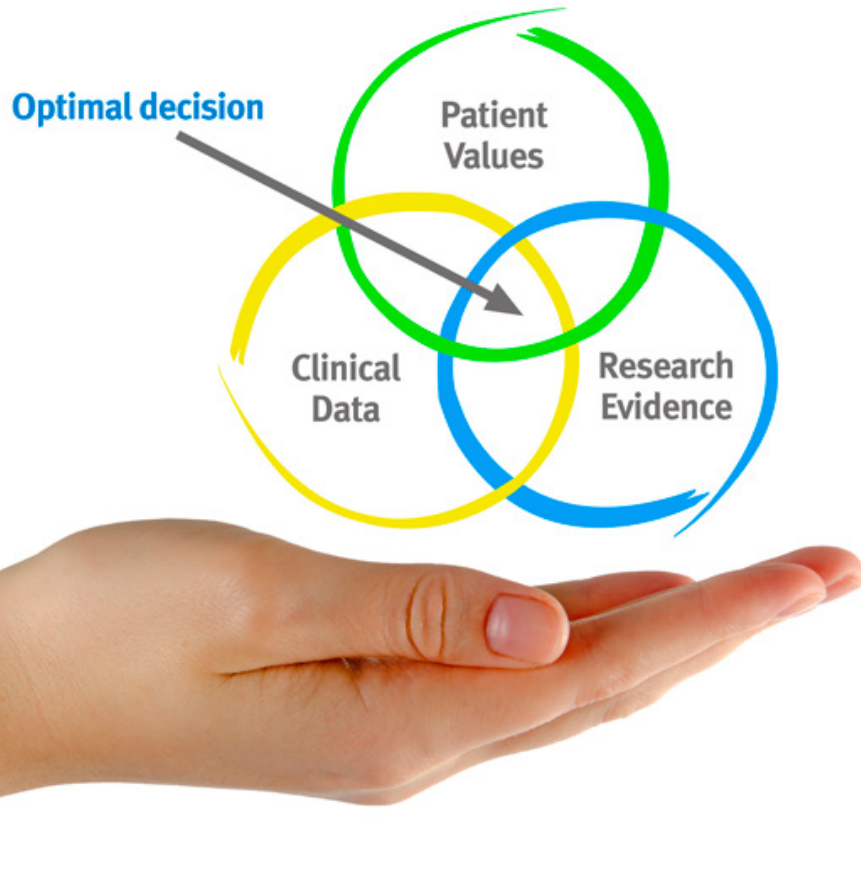 Optimal decision
Patient
Values
Clinical
Data
Research
Evidence